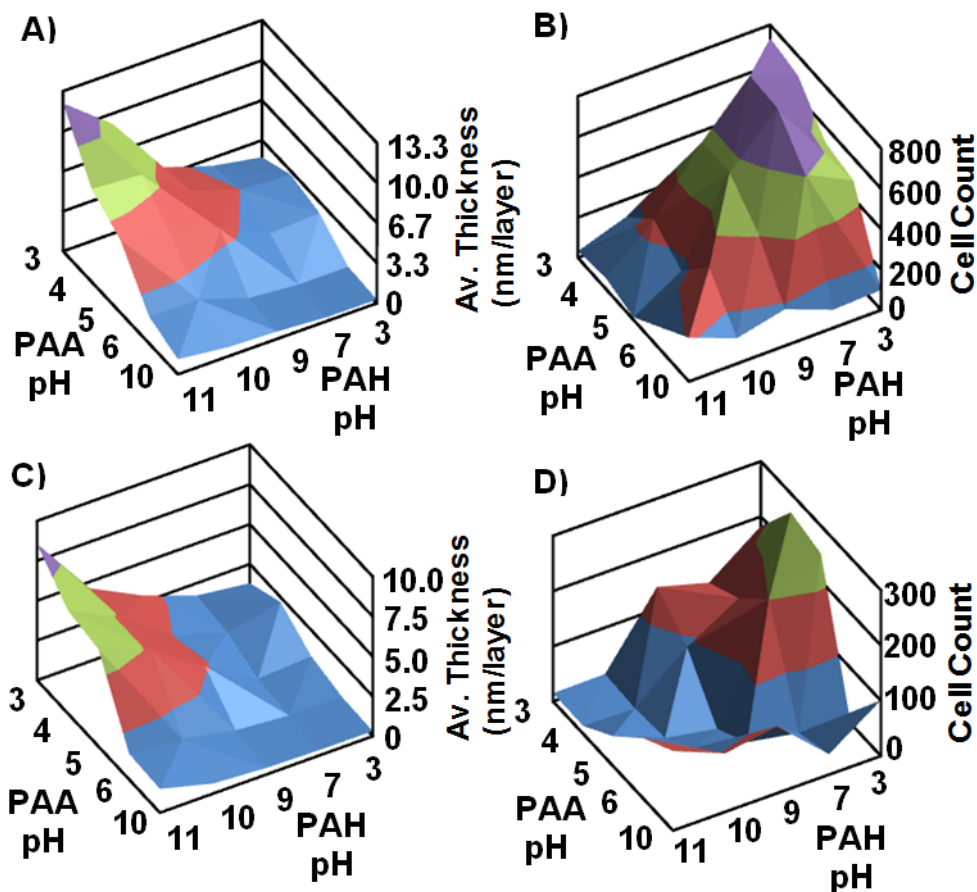 A)
13.3
10.0
6.7
3.3
0
Av. Thickness
(nm/layer)
3
4
5
6
10
PAA
pH
11
10
9
7
3
PAH
pH
B)
800
600
400
200
0
Cell Count
3
4
5
6
10
PAA
pH
11
10
9
7
3
PAH
pH
C)
10.0
7.5
5.0
2.5
0
Av. Thickness
(nm/layer)
3
4
5
6
10
PAA
pH
11
10
9
7
3
PAH
pH
D)
300
200
100
0
Cell Count
3
4
5
6
10
PAA
pH
11
10
9
7
3
PAH
pH